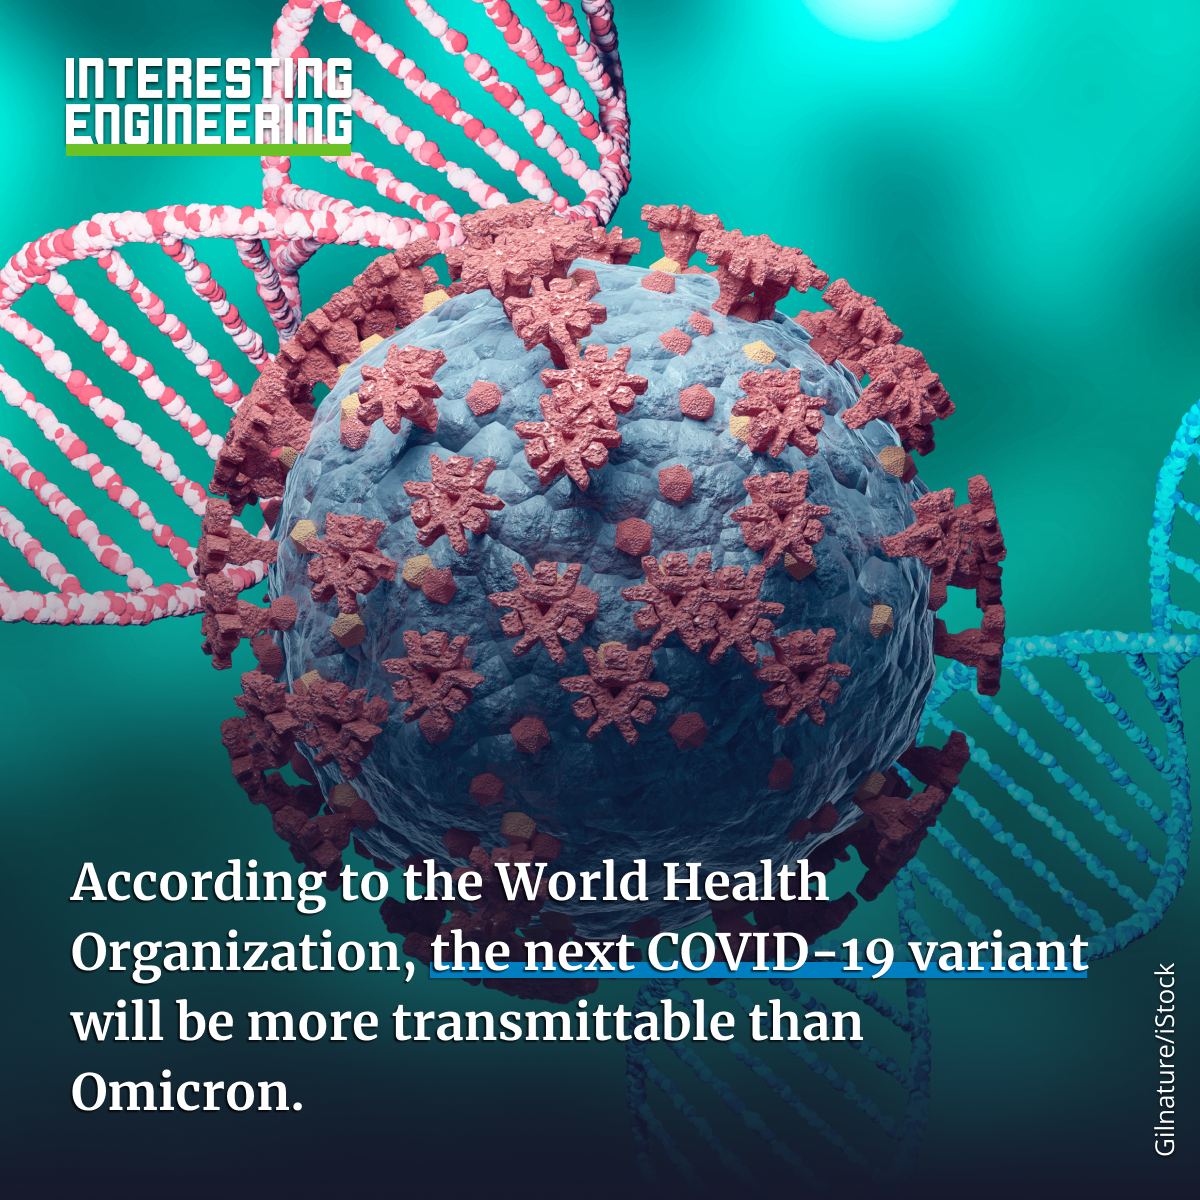 INTERESTING
ENGINEERING
According to the World Health
Organization, the next COVID-19 variant
will be more transmittable than
Omicron.
Gilnature/iStock